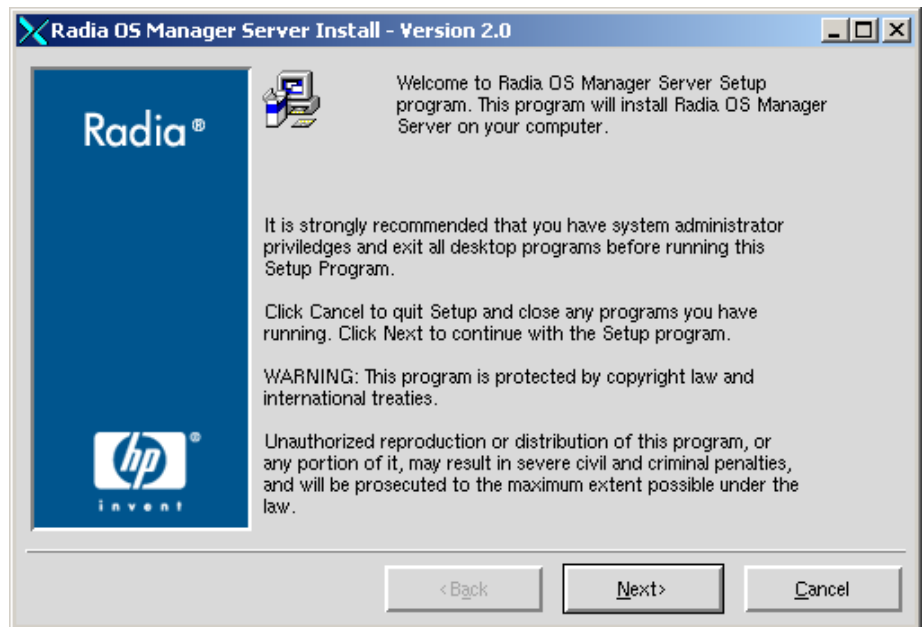 Radia OS Manager Server Install - Version 2.0
Radia®
Welcome to Radia OS Manager Server Setup
program. This program will install Radia OS Manager
Server on your computer.
It is strongly recommended that you have system administrator
priviledges and exit all desktop programs before running this
Setup Program.
Click Cancel to quit Setup and close any programs you have
running. Click Next to continue with the Setup program.
WARNING: This program is protected by copyright law and
international treaties.
Unauthorized reproduction or distribution of this program, or
any portion of it, may result in severe civil and criminal penalties,
and will be prosecuted to the maximum extent possible under the
law.
hp®
invent
<Back
Next>
Cancel